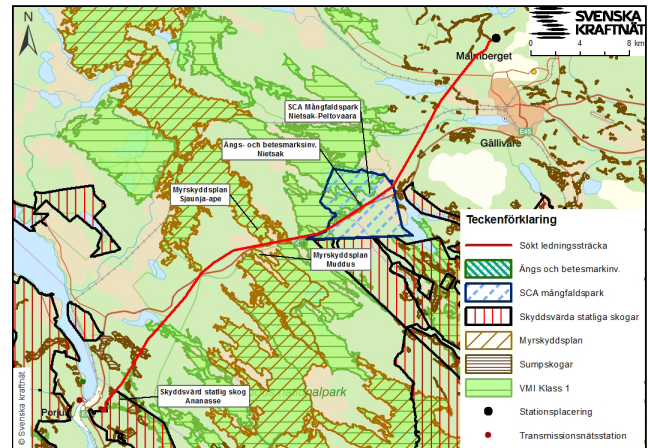 N
SVENSKA
KRAFTNÄT
0 4 8 km
Malmberget
SCA Mångfaldspark
Nietsak-Peltovaara
E45
Ängs- och betesmarksinv.
Nietsak
Gällivare
Myrskyddsplan
Sjaunja-ape
Myrskyddsplan
Muddus
Skyddsvärd statlig skog
Ananasse
nalpark
Porjus
© Svenska kraftnät
Teckenförklaring
Sökt ledningssträcka
Ängs och betesmarkinv.
SCA mångfaldspark
Skyddsvärda statliga skogar
Myrskyddsplan
Sumpskogar
VMI Klass 1
Stationsplacering
Transmissionsnätsstation